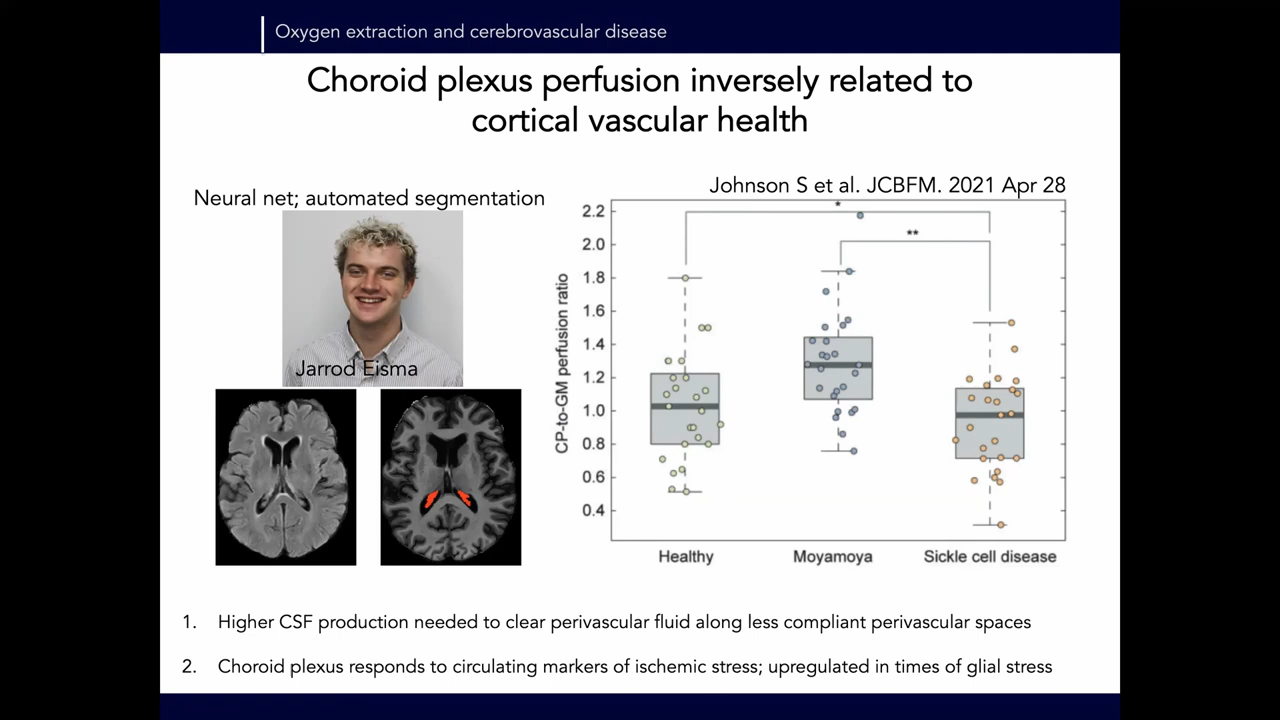 Oxygen extraction and cerebrovascular disease
Choroid plexus perfusion inversely related to
cortical vascular health
Neural net; automated segmentation
Jarrod Eisma
Johnson S et al. JCBFM. 2021 Apr 28
CP-to-GM perfusion ratio
2.2
2.0
1.8
1.6
1.4
1.2
1.0
0.8
0.6
0.4
*
**
Healthy
Moyamoya
Sickle cell disease
1. Higher CSF production needed to clear perivascular fluid along less compliant perivascular spaces
2. Choroid plexus responds to circulating markers of ischemic stress; upregulated in times of glial stress